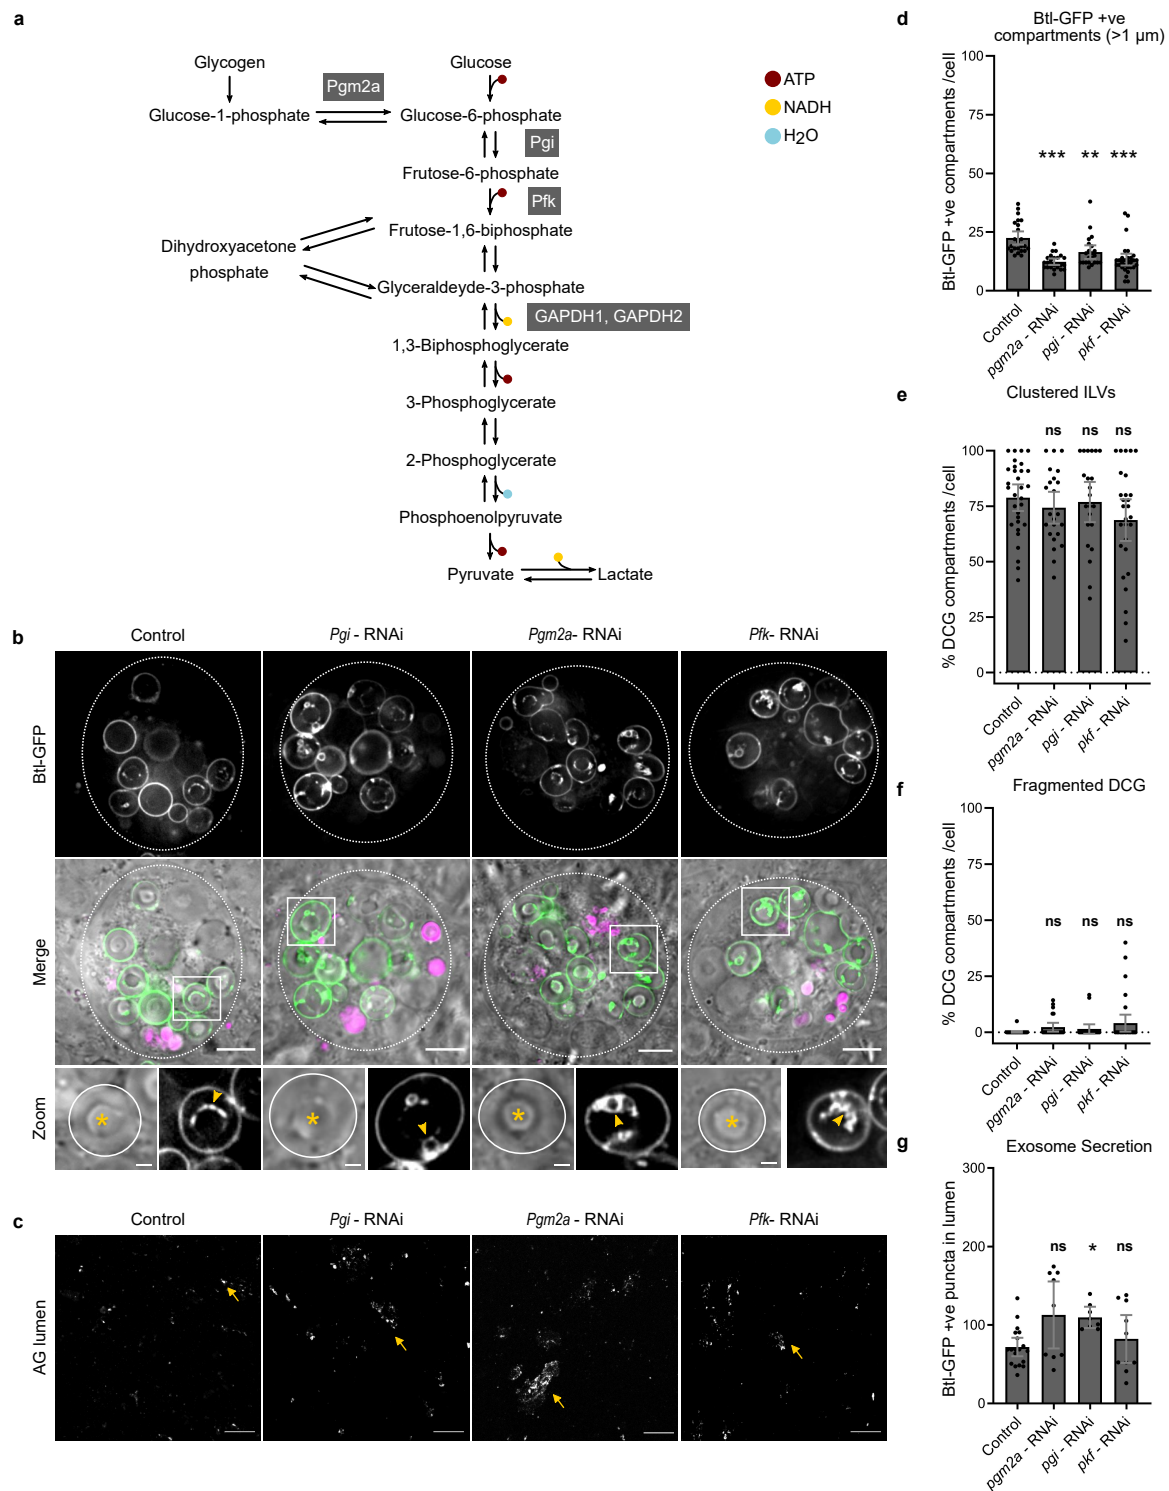 a
Glycogen
Glucose
Pgm2a
Glucose-1-phosphate
Glucose-6-phosphate
Pgi
Frutose-6-phosphate
Pfk
Frutose-1,6-biphosphate
Dihydroxyacetone
phosphate
Glyceraldeyde-3-phosphate
GAPDH1, GAPDH2
1,3-Biphosphoglycerate
3-Phosphoglycerate
2-Phosphoglycerate
Phosphoenolpyruvate
Pyruvate
Lactate
ATP
NADH
H2O
b
Control
Pgi - RNAi
Pgm2a- RNAi
Pfk- RNAi
Btl-GFP
Merge
Zoom
*
*
*
*
c
Control
Pgi - RNAi
Pgm2a - RNAi
Pfk- RNAi
AG lumen
d
Btl-GFP +ve
compartments (>1 μm)
Btl-GFP +ve compartments /cell
100
75
50
25
0
***
**
***
Control
pgm2a - RNAi
pgi - RNAi
pkf - RNAi
e
Clustered ILVs
% DCG compartments /cell
100
75
50
25
0
ns
ns
ns
Control
pgm2a - RNAi
pgi - RNAi
pkf - RNAi
f
Fragmented DCG
% DCG compartments /cell
100
75
50
25
0
ns
ns
ns
Control
pgm2a - RNAi
pgi - RNAi
pkf - RNAi
g
Exosome Secretion
Btl-GFP +ve puncta in lumen
300
200
100
0
ns
*
ns
Control
pgm2a - RNAi
pgi - RNAi
pkf - RNAi